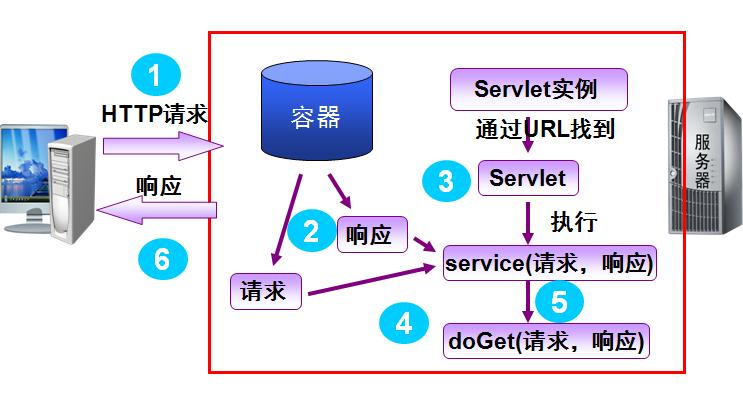 1
HTTP请求
容器
Servlet实例
通过URL找到
服务器
响应
3
Servlet
6
2
响应
执行
请求
service(请求，响应)
4
5
doGet(请求，响应)